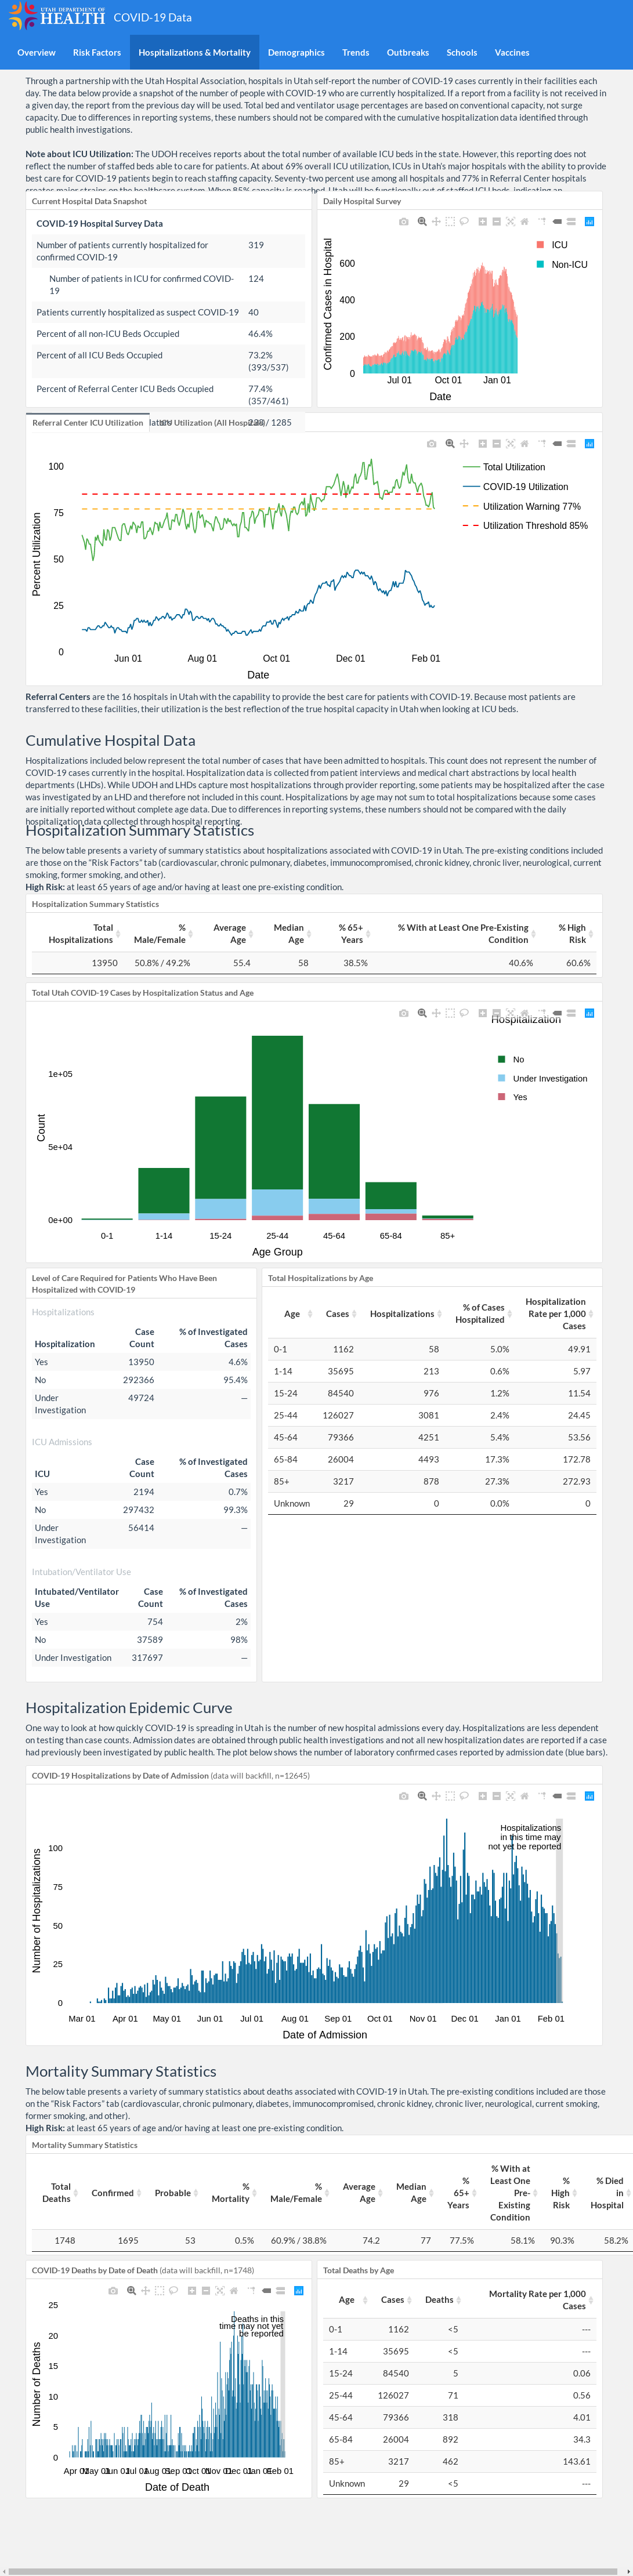 UTAH DEPARTMENT OF
HEALTH
COVID-19 Data
Overview
Risk Factors
Hospitalizations & Mortality
Demographics
Trends
Outbreaks
Schools
Vaccines
Through a partnership with the Utah Hospital Association, hospitals in Utah self-report the number of COVID-19 cases currently in their facilities each
day. The data below provide a snapshot of the number of people with COVID-19 who are currently hospitalized. If a report from a facility is not received in
a given day, the report from the previous day will be used. Total bed and ventilator usage percentages are based on conventional capacity, not surge
capacity. Due to differences in reporting systems, these numbers should not be compared with the cumulative hospitalization data identified through
public health investigations.
Note about ICU Utilization: The UDOH receives reports about the total number of available ICU beds in the state. However, this reporting does not
reflect the number of staffed beds able to care for patients. At about 69% overall ICU utilization, ICUs in Utah's major hospitals with the ability to provide
best care for COVID-19 patients begin to reach staffing capacity. Seventy-two percent use among all hospitals and 77% in Referral Center hospitals
creates major strains on the healthcare system. When 85% capacity is reached, Utah will be functionally out of staffed ICU beds, indicating an
Current Hospital Data Snapshot
COVID-19 Hospital Survey Data
Number of patients currently hospitalized for confirmed COVID-19 319
Number of patients in ICU for confirmed COVID-19 124
Patients currently hospitalized as suspect COVID-19 40
Percent of all non-ICU Beds Occupied 46.4%
Percent of all ICU Beds Occupied 73.2% (393/537)
Percent of Referral Center ICU Beds Occupied 77.4% (357/461)
/ 1285
Daily Hospital Survey
Confirmed Cases in Hospital
600
400
200
0
Jul 01
Oct 01
Jan 01
Date
ICU
Non-ICU
Referral Center ICU Utilization
ICU Utilization (All Hospitals)
Percent Utilization
100
75
50
25
0
Jun 01
Aug 01
Oct 01
Dec 01
Feb 01
Date
Total Utilization
COVID-19 Utilization
Utilization Warning 77%
Utilization Threshold 85%
Referral Centers are the 16 hospitals in Utah with the capability to provide the best care for patients with COVID-19. Because most patients are
transferred to these facilities, their utilization is the best reflection of the true hospital capacity in Utah when looking at ICU beds.
Cumulative Hospital Data
Hospitalizations included below represent the total number of cases that have been admitted to hospitals. This count does not represent the number of
COVID-19 cases currently in the hospital. Hospitalization data is collected from patient interviews and medical chart abstractions by local health
departments (LHDs). While UDOH and LHDs capture most hospitalizations through provider reporting, some patients may be hospitalized after the case
was investigated by an LHD and therefore not included in this count. Hospitalizations by age may not sum to total hospitalizations because some cases
are initially reported without complete age data. Due to differences in reporting systems, these numbers should not be compared with the daily
hospitalization data collected through hospital reporting.
Hospitalization Summary Statistics
The below table presents a variety of summary statistics about hospitalizations associated with COVID-19 in Utah. The pre-existing conditions included
are those on the "Risk Factors" tab (cardiovascular, chronic pulmonary, diabetes, immunocompromised, chronic kidney, chronic liver, neurological, current
smoking, former smoking, and other).
High Risk: at least 65 years of age and/or having at least one pre-existing condition.
Hospitalization Summary Statistics
Total Hospitalizations | % Male/Female | Average Age | Median Age | % 65+ Years | % With at Least One Pre-Existing Condition | % High Risk
13950 50.8% / 49.2% 55.4 58 38.5% 40.6% 60.6%
Total Utah COVID-19 Cases by Hospitalization Status and Age
Hospitalization
No
Under Investigation
Yes
Count
1e+05
5e+04
0e+00
0-1
1-14
15-24
25-44
45-64
65-84
85+
Age Group
Level of Care Required for Patients Who Have Been
Hospitalized with COVID-19
Hospitalizations
Hospitalization | Case Count | % of Investigated Cases
Yes 13950 4.6%
No 292366 95.4%
Under Investigation 49724 —
ICU Admissions
ICU | Case Count | % of Investigated Cases
Yes 2194 0.7%
No 297432 99.3%
Under Investigation 56414 —
Intubation/Ventilator Use
Intubated/Ventilator Use | Case Count | % of Investigated Cases
Yes 754 2%
No 37589 98%
Under Investigation 317697 —
Total Hospitalizations by Age
Age | Cases | Hospitalizations | % of Cases Hospitalized | Hospitalization Rate per 1,000 Cases
0-1 1162 58 5.0% 49.91
1-14 35695 213 0.6% 5.97
15-24 84540 976 1.2% 11.54
25-44 126027 3081 2.4% 24.45
45-64 79366 4251 5.4% 53.56
65-84 26004 4493 17.3% 172.78
85+ 3217 878 27.3% 272.93
Unknown 29 0 0.0% 0
Hospitalization Epidemic Curve
One way to look at how quickly COVID-19 is spreading in Utah is the number of new hospital admissions every day. Hospitalizations are less dependent
on testing than case counts. Admission dates are obtained through public health investigations and not all new hospitalization dates are reported if a case
had previously been investigated by public health. The plot below shows the number of laboratory confirmed cases reported by admission date (blue bars).
COVID-19 Hospitalizations by Date of Admission (data will backfill, n=12645)
Hospitalizations
in this time may
not yet be reported
Number of Hospitalizations
100
75
50
25
0
Mar 01
Apr 01
May 01
Jun 01
Jul 01
Aug 01
Sep 01
Oct 01
Nov 01
Dec 01
Jan 01
Feb 01
Date of Admission
Mortality Summary Statistics
The below table presents a variety of summary statistics about deaths associated with COVID-19 in Utah. The pre-existing conditions included are those
on the "Risk Factors" tab (cardiovascular, chronic pulmonary, diabetes, immunocompromised, chronic kidney, chronic liver, neurological, current smoking,
former smoking, and other).
High Risk: at least 65 years of age and/or having at least one pre-existing condition.
Mortality Summary Statistics
Total Deaths | Confirmed | Probable | % Mortality | % Male/Female | Average Age | Median Age | % 65+ Years | % With at Least One Pre-Existing Condition | % High Risk | % Died in Hospital
1748 1695 53 0.5% 60.9% / 38.8% 74.2 77 77.5% 58.1% 90.3% 58.2%
COVID-19 Deaths by Date of Death (data will backfill, n=1748)
Deaths in this
time may not yet
be reported
Number of Deaths
25
20
15
10
5
0
Apr 01
May 01
Jun 01
Jul 01
Aug 01
Sep 01
Oct 01
Nov 01
Dec 01
Jan 01
Feb 01
Date of Death
Total Deaths by Age
Age | Cases | Deaths | Mortality Rate per 1,000 Cases
0-1 1162 <5 ---
1-14 35695 <5 ---
15-24 84540 5 0.06
25-44 126027 71 0.56
45-64 79366 318 4.01
65-84 26004 892 34.3
85+ 3217 462 143.61
Unknown 29 <5 ---